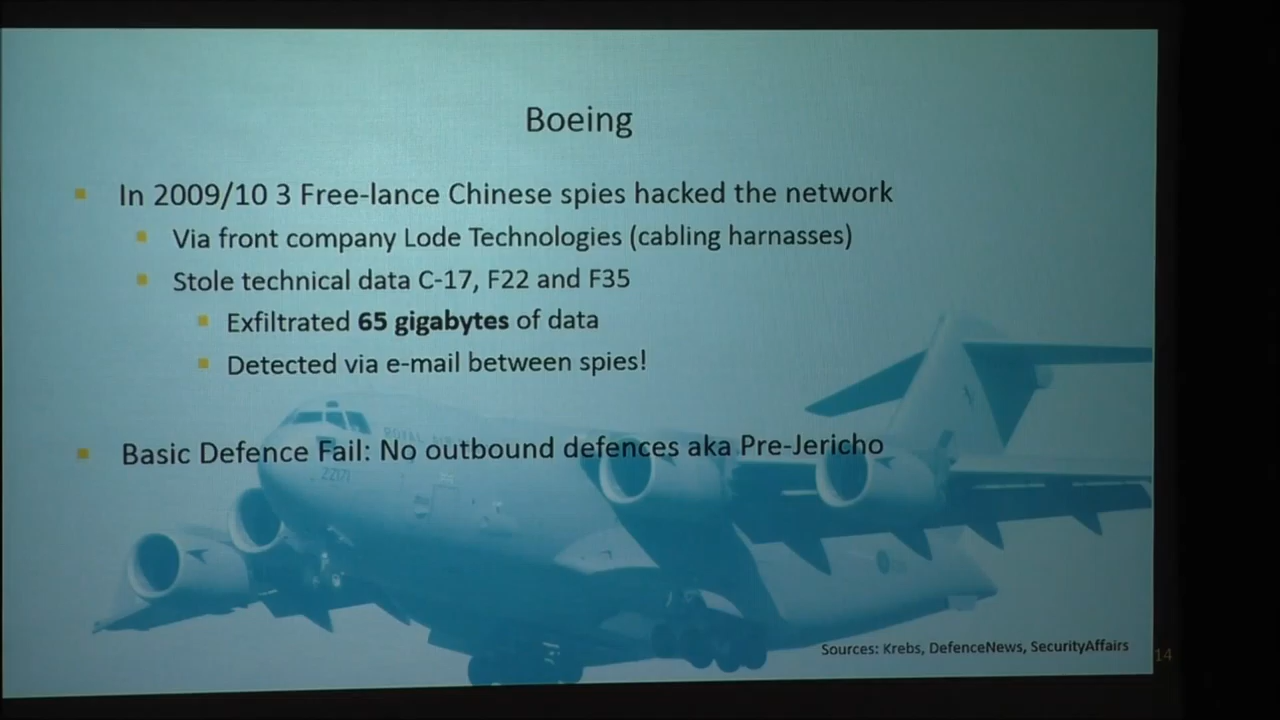 Boeing
In 2009/10 3 Free-lance Chinese spies hacked the network
Via front company Lode Technologies (cabling harnasses)
Stole technical data C-17, F22 and F35
Exfiltrated 65 gigabytes of data
Detected via e-mail between spies!
Basic Defence Fail: No outbound defences aka Pre-Jericho
22171
Sources: Krebs, DefenceNews, SecurityAffairs
14